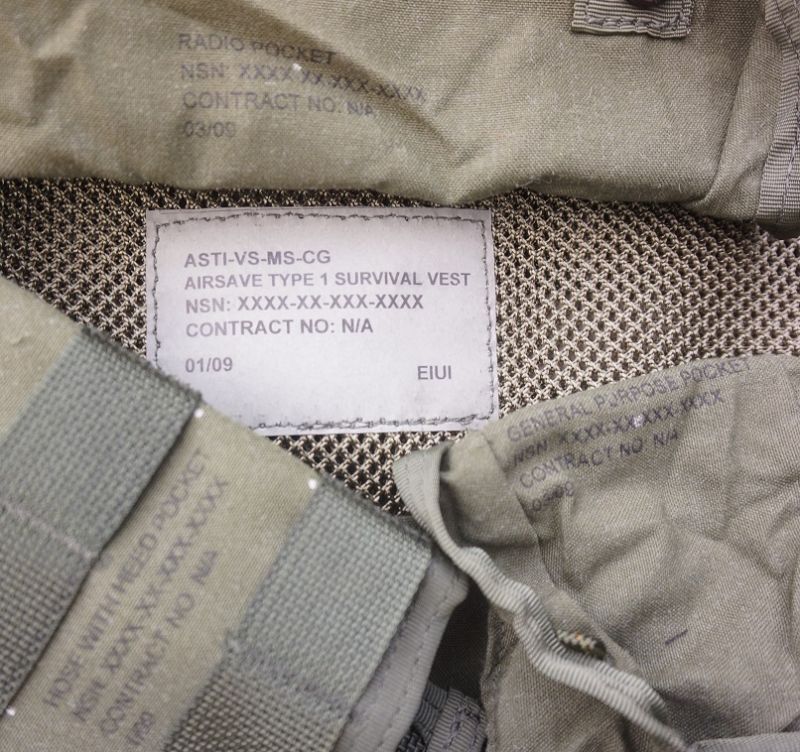 RADIO POCKET
NSN: XXXX-XX-XXX-XXXX
CONTRACT NO: N/A
03/09
ASTI-VS-MS-CG
AIRSAVE TYPE 1 SURVIVAL VEST
NSN: XXXX-XX-XXX-XXXX
CONTRACT NO: N/A
01/09
EIUI
GENERAL PURPOSE POCKET
NSN: XXXX-XX-XXX-XXXX
CONTRACT NO: N/A
HOSE WITH HEED POCKET
NSN: XXXX-XX-XXX-XXXX
CONTRACT NO: N/A